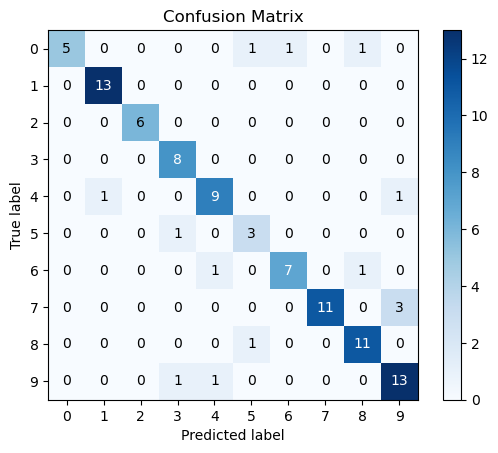 Confusion Matrix
0 5 0 0 0 0 1 1 0 1 0
1 0 13 0 0 0 0 0 0 0 0
2 0 0 6 0 0 0 0 0 0 0
3 0 0 0 8 0 0 0 0 0 0
4 0 1 0 0 9 0 0 0 0 1
5 0 0 0 1 0 3 0 0 0 0
6 0 0 0 0 1 0 7 0 1 0
7 0 0 0 0 0 0 0 11 0 3
8 0 0 0 0 0 1 0 0 11 0
9 0 0 0 1 1 0 0 0 0 13
0 1 2 3 4 5 6 7 8 9
Predicted label
True label
12
10
8
6
4
2
0